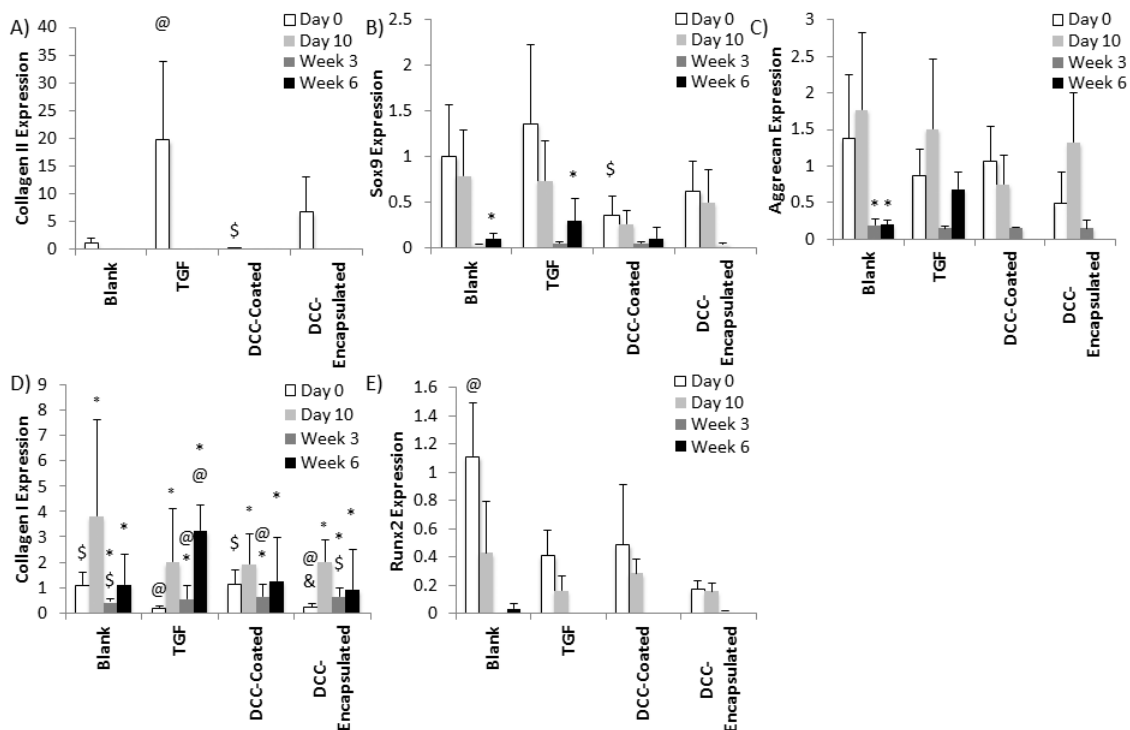 A)
Collagen II Expression
40
35
30
25
20
15
10
5
0
@
$
Day 0
Day 10
Week 3
Week 6
Blank
TGF
DCC-Coated
DCC-
Encapsulated
B)
Sox9 Expression
2.5
2
1.5
1
0.5
0
*
*
$
Day 0
Day 10
Week 3
Week 6
Blank
TGF
DCC-Coated
DCC-
Encapsulated
C)
Aggrecan Expression
3
2.5
2
1.5
1
0.5
0
* *
Day 0
Day 10
Week 3
Week 6
Blank
TGF
DCC-Coated
DCC-
Encapsulated
D)
Collagen I Expression
9
8
7
6
5
4
3
2
1
0
$
*
*
$
*
@
*
@
*
*
@
$
*
@
*
*
@
&
*
*
$
*
Day 0
Day 10
Week 3
Week 6
Blank
TGF
DCC-Coated
DCC-
Encapsulated
E)
Runx2 Expression
1.6
1.4
1.2
1
0.8
0.6
0.4
0.2
0
@
Day 0
Day 10
Week 3
Week 6
Blank
TGF
DCC-Coated
DCC-
Encapsulated